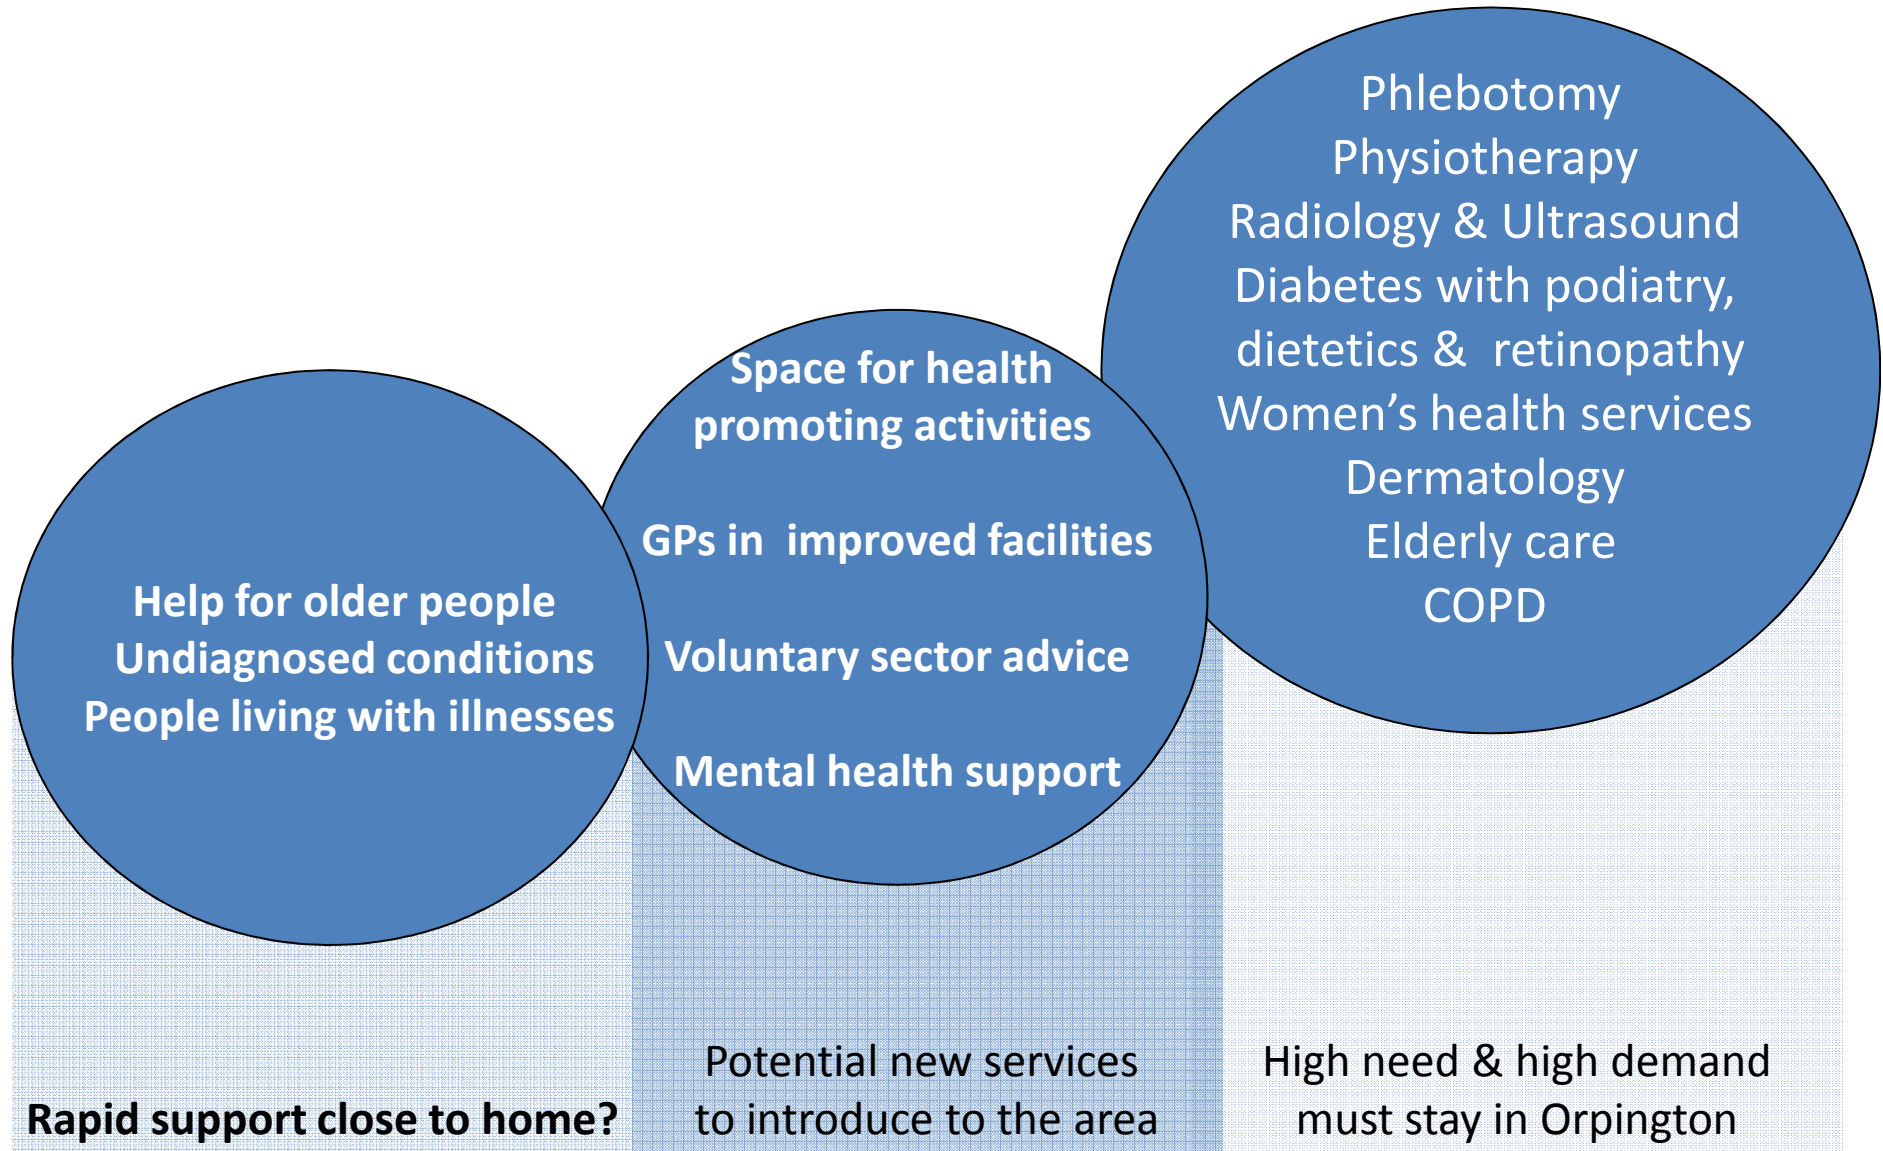 Help for older people
Undiagnosed conditions
People living with illnesses
Rapid support close to home?
Space for health
promoting activities
GPs in  improved facilities
Voluntary sector advice
Mental health support
Potential new services
to introduce to the area
Phlebotomy
Physiotherapy
Radiology & Ultrasound
Diabetes with podiatry,
dietetics &  retinopathy
Women’s health services
Dermatology
Elderly care
COPD
High need & high demand
must stay in Orpington